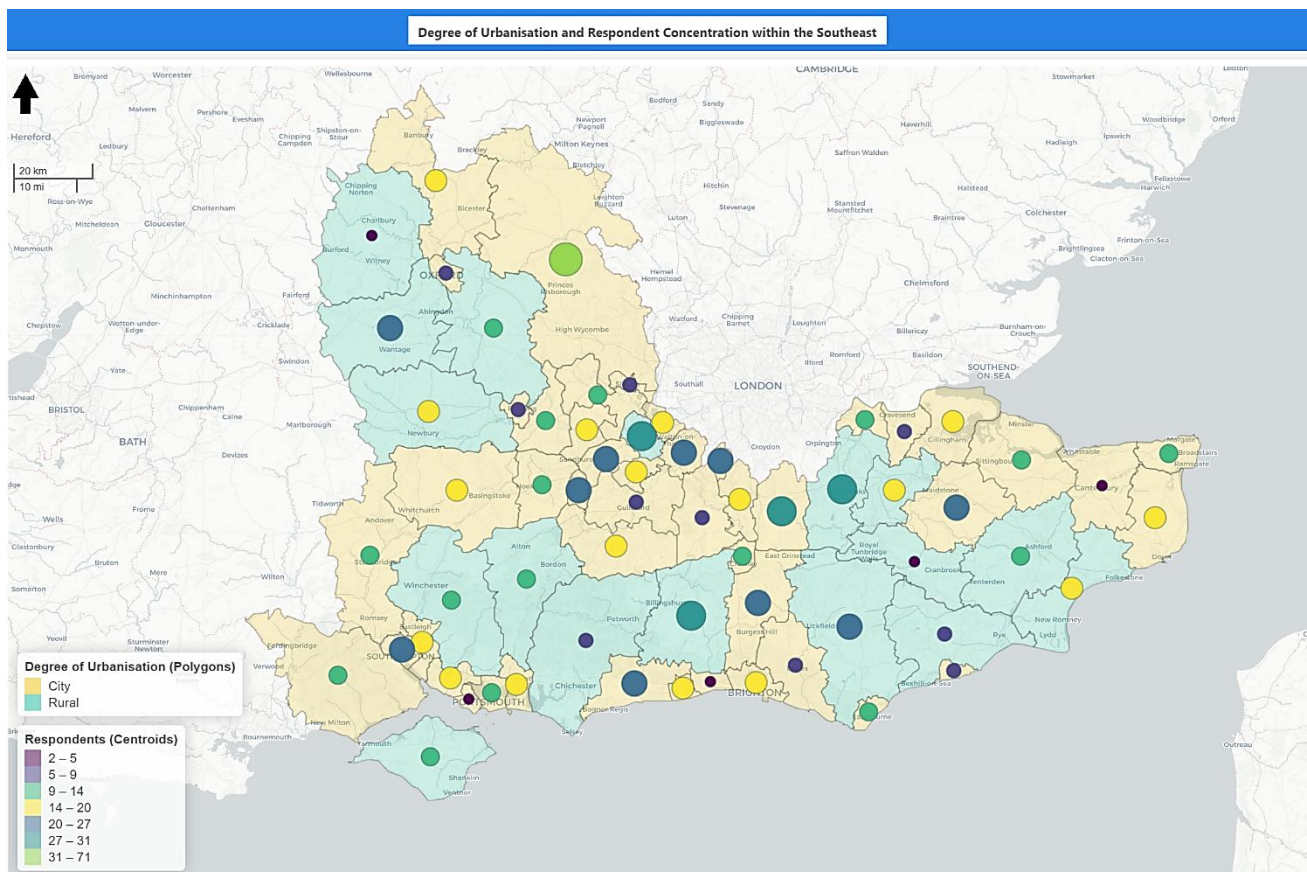 Degree of Urbanisation and Respondent Concentration within the Southeast
20 km
10 mi
Bromyard
Worcester
Wellesbourne
CAMBRIDGE
Leiston
Malvern
Pershore
Evesham
Stowmarket
Hereford
Ledbury
Chipping
Campden
Shipston-on-
Stour
Banbury
Brackley
Newport
Pagnell
Milton Keynes
Bletchley
Bedford
Sandy
Biggleswade
Haverhill
Ipswich
Hadleigh
Woodbridge
Orford
Saffron Walden
Felixstowe
Harwich
Ross-on-Wye
Mitcheldean
Gloucester
Cheltenham
Chipping
Norton
Charlbury
Burford
Witney
Bicester
Leighton
Buzzard
Hitchin
Luton
Stevenage
Stansted
Mountfitchet
Halstead
Braintree
Colchester
Frinton-on-Sea
Brightlingsea
Clacton-on-Sea
Monmouth
Stroud
Minchinhampton
Fairford
Cricklade
Wotton-under-
Edge
Chepstow
Yate
Swindon
Abingdon
Wantage
Princes
Risborough
High Wycombe
Hemel
Hempstead
Watford
Chipping
Barnet
Loughton
Ilford
Romford
Chelmsford
Billericay
Basildon
Burnham-on-
Crouch
SOUTHEND-
ON-SEA
Southall
LONDON
Croydon
Orpington
Gravesend
Gillingham
Minster
Sittingbou
Whitstable
Margate
Broadstairs
Ramsgate
BRISTOL
Chippenham
Calne
Marlborough
BATH
Devizes
Newbury
Tidworth
Andover
Whitchurch
Basingstoke
Maidstone
Wells
Frome
Glastonbury
Bruton
Mere
Wilton
Somerton
Yeovil
Sturminster
Newton
Romsey
Winchester
Alton
Bordon
Eastleigh
Verwood
New Milton
Bournemouth
Yarmouth
Shanklin
Ventnor
PORTSMOUTH
Chichester
Petworth
Bognor Regis
Selsey
East Grinstead
Burgess Hill
Uckfield
BRIGHTON
Bexhill-on-Sea
Royal
Tunbridge
Wells
Cranbrook
Tenterden
Ashford
Folkestone
New Romney
Lydd
Rye
Outreau
Degree of Urbanisation (Polygons)
City
Rural
Respondents (Centroids)
2 – 5
5 – 9
9 – 14
14 – 20
20 – 27
27 – 31
31 – 71